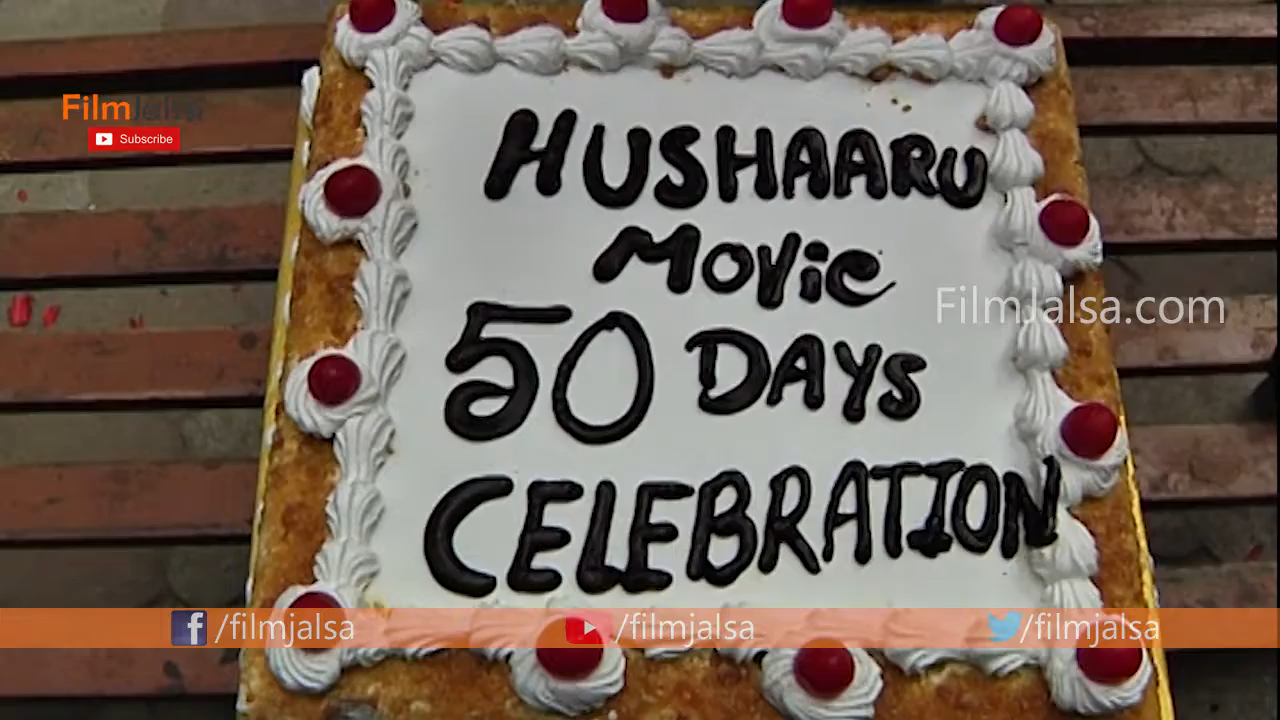 FilmJalsa
Subscribe
HUSHAARU
MOVIE
50 DAYS
CELEBRATION
FilmJalsa.com
/filmjalsa
/filmjalsa
/filmjalsa